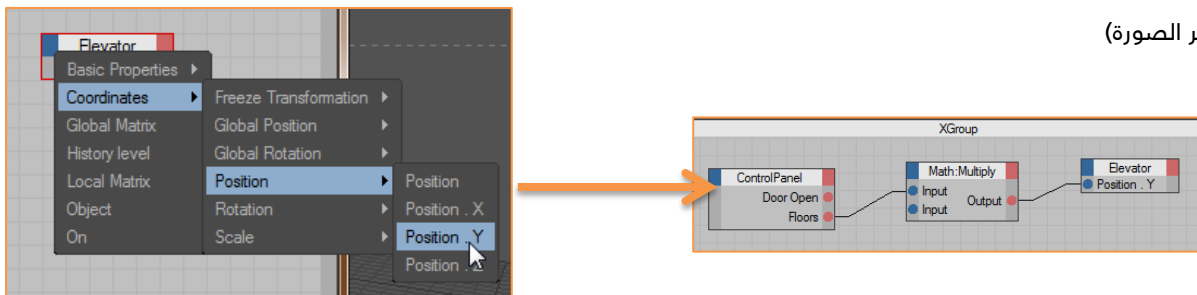 ر الصورة)
Elevator
Basic Properties
Coordinates
Global Matrix
History level
Local Matrix
Object
On
Freeze Transformation
Global Position
Global Rotation
Position
Rotation
Scale
Position
Position . X
Position . Y
Position . Z
XGroup
ControlPanel
Door Open
Floors
Math:Multiply
Input
Input
Output
Elevator
Position . Y